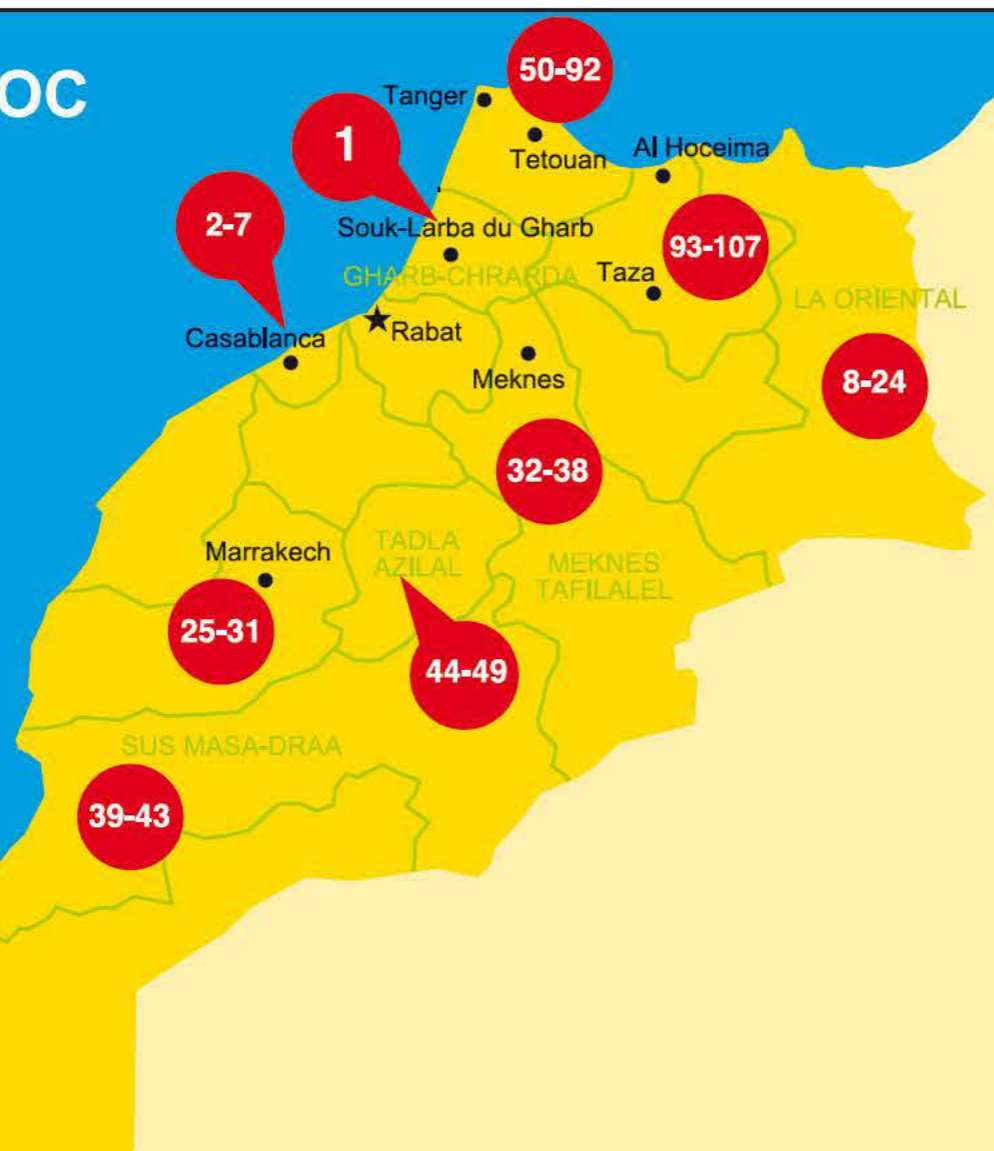 OC
50-92
Tanger
1
Tetouan
Al Hoceima
2-7
Souk-Larba du Gharb
93-107
GHARB-CHRARDA
Taza
LA ORIENTAL
Casablanca
Rabat
8-24
Meknes
32-38
Marrakech
TADLA
AZILAL
MEKNES
TAFILALEL
25-31
44-49
SUS MASA-DRAA
39-43